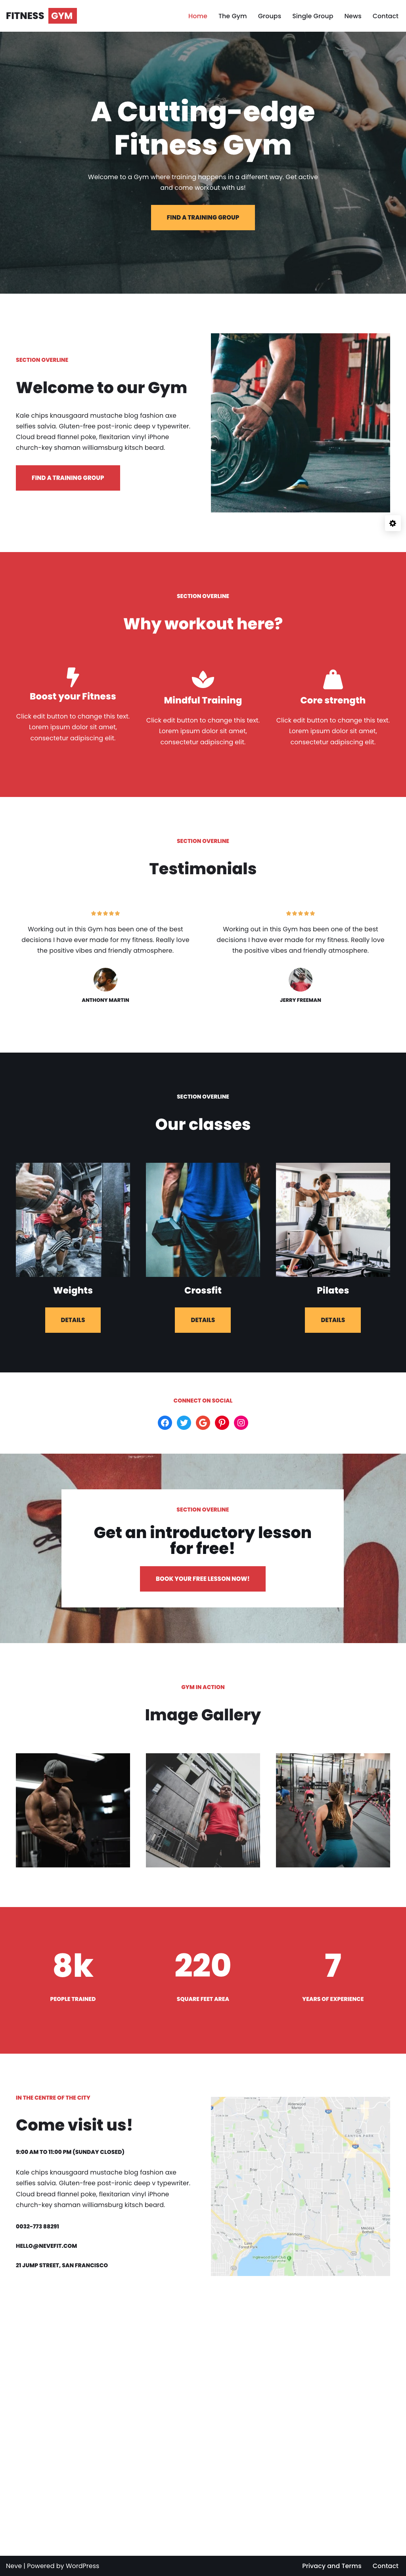 FITNESS GYM
Home The Gym Groups Single Group News Contact
A Cutting-edge
Fitness Gym
Welcome to a Gym where training happens in a different way. Get active
and come workout with us!
FIND A TRAINING GROUP
SECTION OVERLINE
Welcome to our Gym
Kale chips knausgaard mustache blog fashion axe
selfies salvia. Gluten-free post-ironic deep v typewriter.
Cloud bread flannel poke, flexitarian vinyl iPhone
church-key shaman williamsburg kitsch beard.
FIND A TRAINING GROUP
SECTION OVERLINE
Why workout here?
Boost your Fitness
Click edit button to change this text.
Lorem ipsum dolor sit amet,
consectetur adipiscing elit.
Mindful Training
Click edit button to change this text.
Lorem ipsum dolor sit amet,
consectetur adipiscing elit.
Core strength
Click edit button to change this text.
Lorem ipsum dolor sit amet,
consectetur adipiscing elit.
SECTION OVERLINE
Testimonials
Working out in this Gym has been one of the best
decisions I have ever made for my fitness. Really love
the positive vibes and friendly atmosphere.
ANTHONY MARTIN
Working out in this Gym has been one of the best
decisions I have ever made for my fitness. Really love
the positive vibes and friendly atmosphere.
JERRY FREEMAN
SECTION OVERLINE
Our classes
Weights
DETAILS
Crossfit
DETAILS
Pilates
DETAILS
CONNECT ON SOCIAL
SECTION OVERLINE
Get an introductory lesson
for free!
BOOK YOUR FREE LESSON NOW!
GYM IN ACTION
Image Gallery
8k
PEOPLE TRAINED
220
SQUARE FEET AREA
7
YEARS OF EXPERIENCE
IN THE CENTRE OF THE CITY
Come visit us!
9:00 AM TO 11:00 PM (SUNDAY CLOSED)
Kale chips knausgaard mustache blog fashion axe
selfies salvia. Gluten-free post-ironic deep v typewriter.
Cloud bread flannel poke, flexitarian vinyl iPhone
church-key shaman williamsburg kitsch beard.
0032-773 88291
HELLO@NEVEFIT.COM
21 JUMP STREET, SAN FRANCISCO
Neve | Powered by WordPress
Privacy and Terms Contact